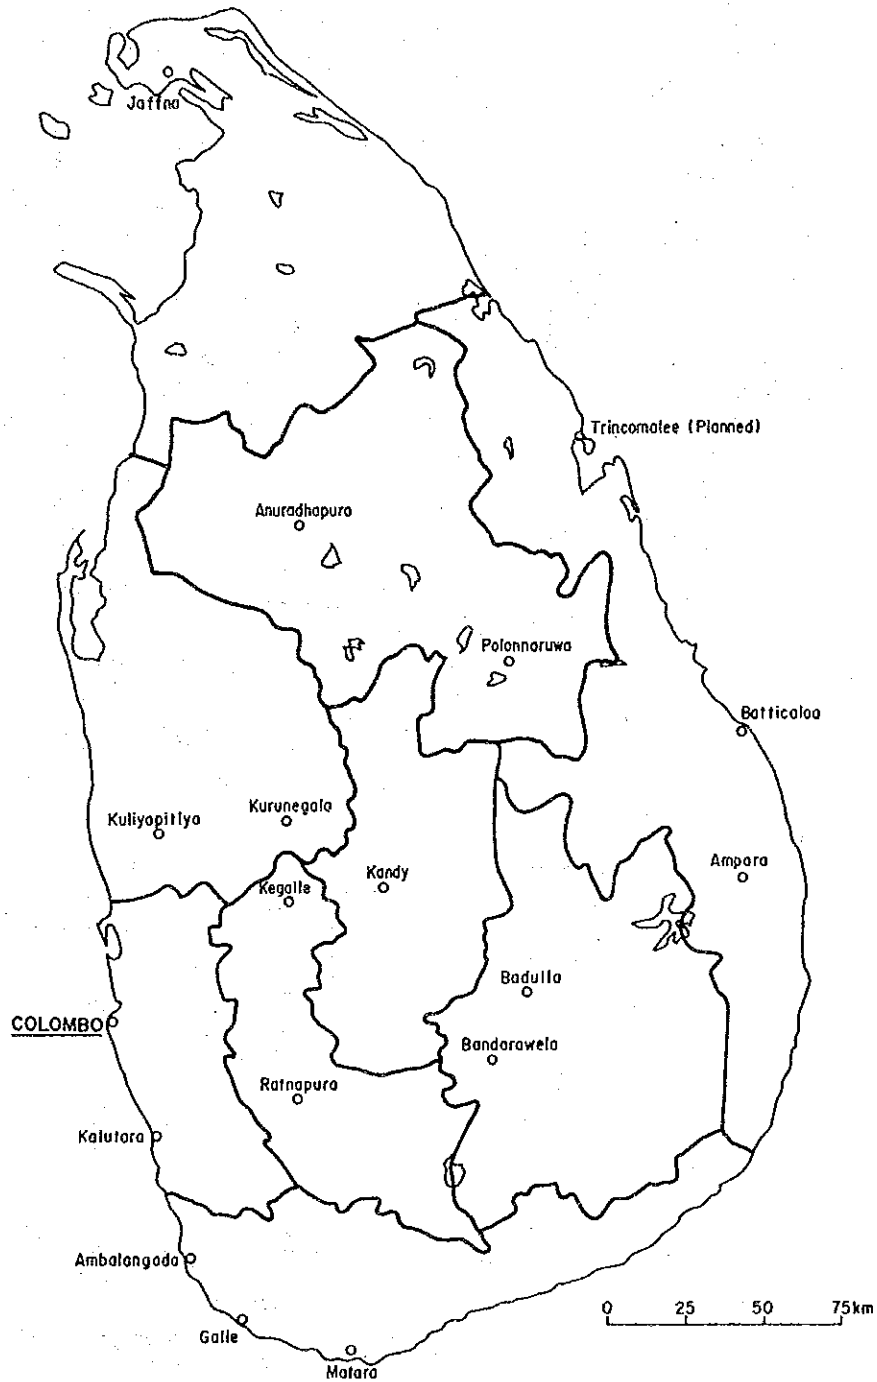 Jaffna
Trincomalee (Planned)
Anuradhapura
Polonnaruwa
Batticaloa
Kuliyapitiya
Kurunegala
Kegalle
Kandy
Ampara
Badulla
COLOMBO
Bandarawela
Ratnapura
Kalutara
Ambalangoda
Galle
Matara
0 25 50 75km